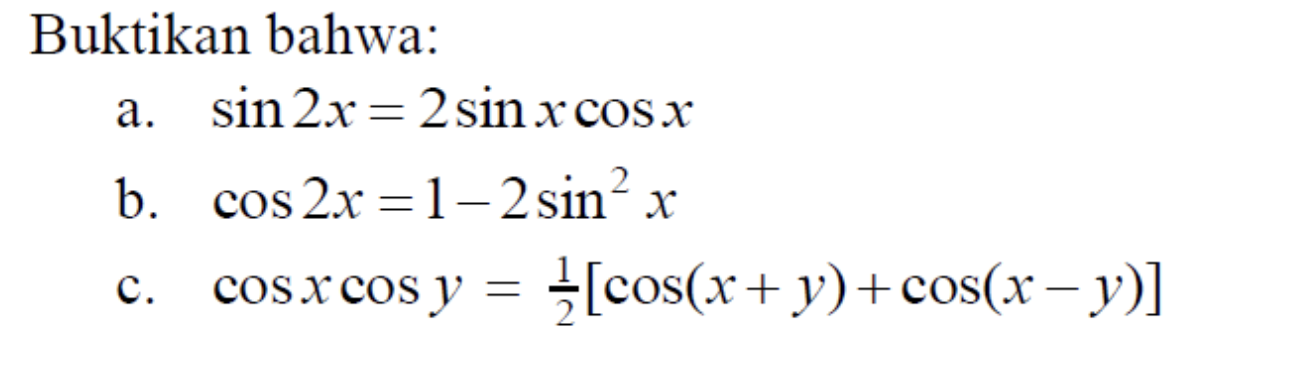 Buktikan bahwa:
a. sin 2x = 2 sin x cos x
b. cos 2x = 1 – 2 sin² x
c. cos x cos y = ½[cos(x + y) + cos(x – y)]